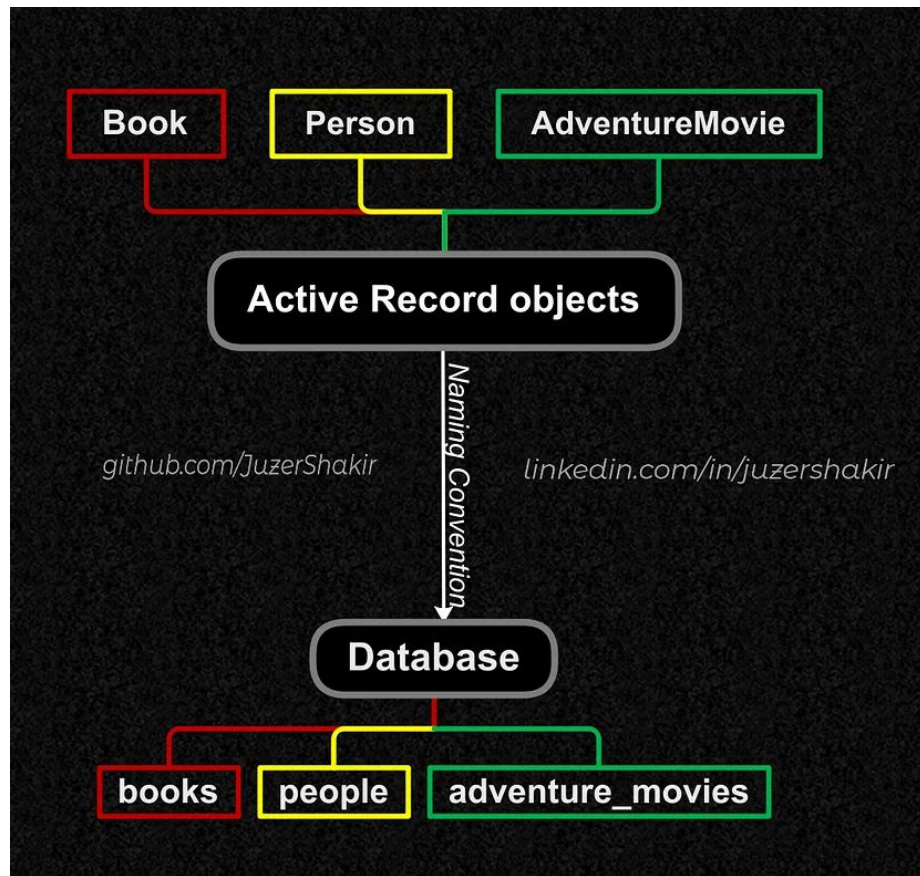 Book
Person
AdventureMovie
Active Record objects
Naming Convention
github.com/JuzerShakir
linkedin.com/in/juzershakir
Database
books
people
adventure_movies